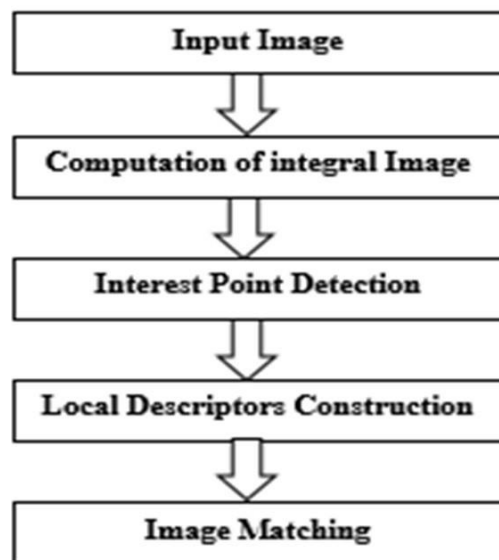 Input Image
Computation of integral Image
Interest Point Detection
Local Descriptors Construction
Image Matching